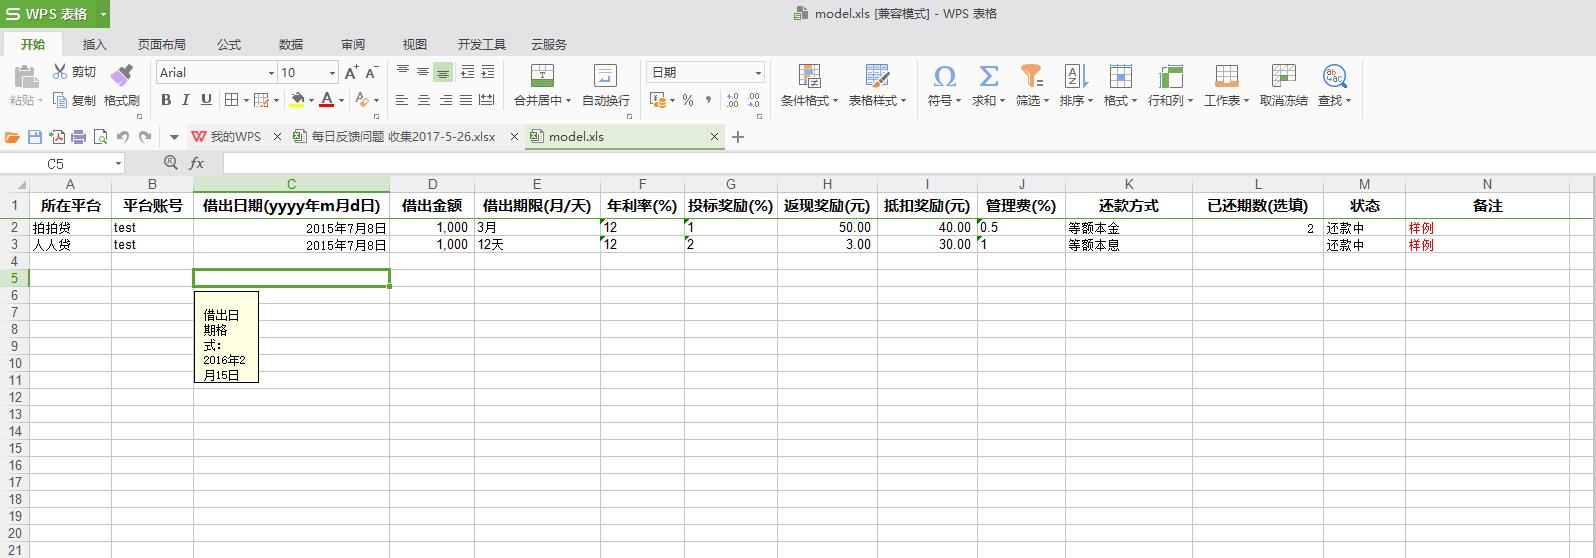 S WPS 表格
model.xls [兼容模式] - WPS 表格
开始 插入 页面布局 公式 数据 审阅 视图 开发工具 云服务
粘贴 剪切 复制 格式刷 Arial 10 A+ A- B I U A 合并居中 自动换行 日期 % 条件格式 表格样式 符号 求和 筛选 排序 格式 行和列 工作表 取消冻结 查找
我的WPS 每日反馈问题 收集2017-5-26.xlsx model.xls
C5 fx
A B C D E F G H I J K L M N
1 所在平台 平台账号 借出日期(yyyy年m月d日) 借出金额 借出期限(月/天) 年利率(%) 投标奖励(%) 返现奖励(元) 抵扣奖励(元) 管理费(%) 还款方式 已还期数(选填) 状态 备注
2 拍拍贷 test 2015年7月8日 1,000 3月 12 1 50.00 40.00 0.5 等额本金 2 还款中 样例
3 人人贷 test 2015年7月8日 1,000 12天 12 2 3.00 30.00 1 等额本息 还款中 样例
4
5
6
7 借出日
8 期格
9 式：
10 2016年2
11 月15日
12
13
14
15
16
17
18
19
20
21